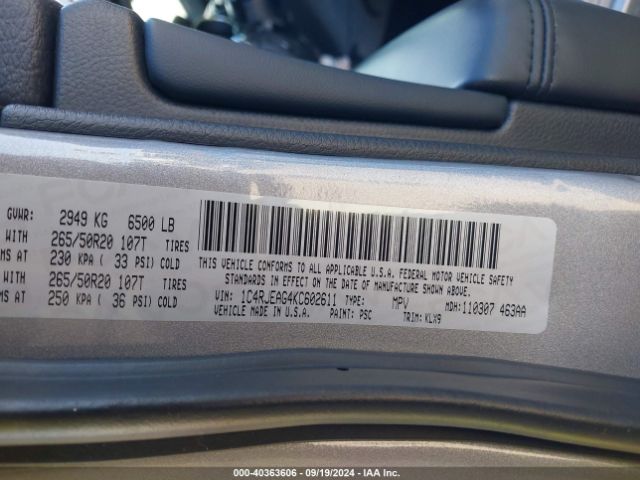 GVWR: 2949 KG 6500 LB
WITH 265/50R20 107T TIRES
MS AT 230 KPA ( 33 PSI) COLD
WITH 265/50R20 107T TIRES
MS AT 250 KPA ( 36 PSI) COLD
THIS VEHICLE CONFORMS TO ALL APPLICABLE U.S.A. FEDERAL MOTOR VEHICLE SAFETY
STANDARDS IN EFFECT ON THE DATE OF MANUFACTURE SHOWN ABOVE.
VIN: 1C4RJEAG4KC602611 TYPE: MPV MDH: 110307 463AA
MADE IN U.S.A. PAINT: PSC TRIM: KLX9
000-40363606 - 09/19/2024 - IAA Inc.